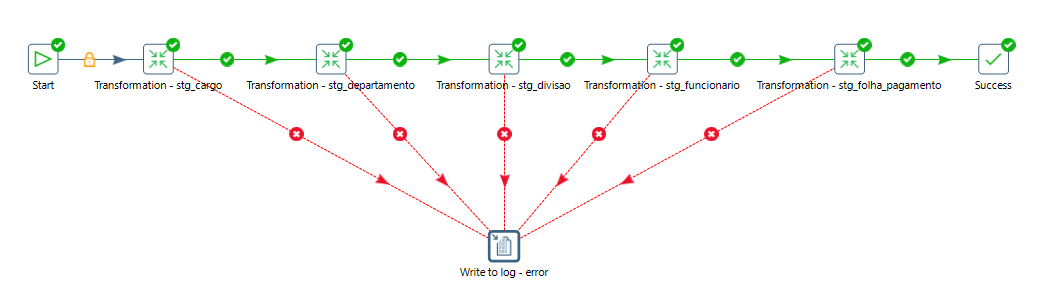 Start
Transformation - stg_cargo
Transformation - stg_departamento
Transformation - stg_divisao
Transformation - stg_funcionario
Transformation - stg_folha_pagamento
Success
Write to log - error